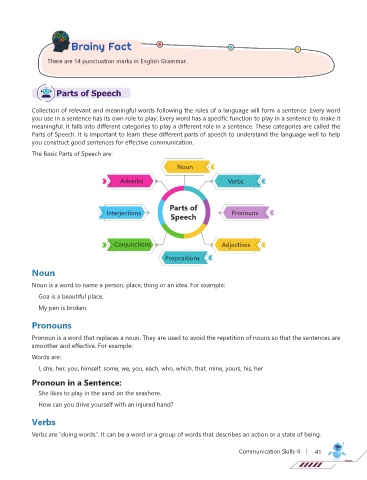 Brainy Fact
There are 14 punctuation marks in English Grammar.
Parts of Speech
Collection of relevant and meaningful words following the rules of a language will form a sentence .Every word
you use in a sentence has its own role to play. Every word has a specific function to play in a sentence to make it
meaningful. It falls into different categories to play a different role in a sentence. These categories are called the
Parts of Speech. It is important to learn these different parts of speech to understand the language well to help
you construct good sentences for effective communication.
The Basic Parts of Speech are:
Noun
Adverbs
Verbs
Interjections
Parts of
Speech
Pronouns
Conjunctions
Adjectives
Prepositions
Noun
Noun is a word to name a person, place, thing or an idea. For example:
Goa is a beautiful place.
My pen is broken.
Pronouns
Pronoun is a word that replaces a noun. They are used to avoid the repetition of nouns so that the sentences are
smoother and effective. For example:
Words are:
I, she, her, you, himself, some, we, you, each, who, which, that, mine, yours, his, her
Pronoun in a Sentence:
She likes to play in the sand on the seashore.
How can you drive yourself with an injured hand?
Verbs
Verbs are "doing words". It can be a word or a group of words that describes an action or a state of being.
Communication Skills-II | 41